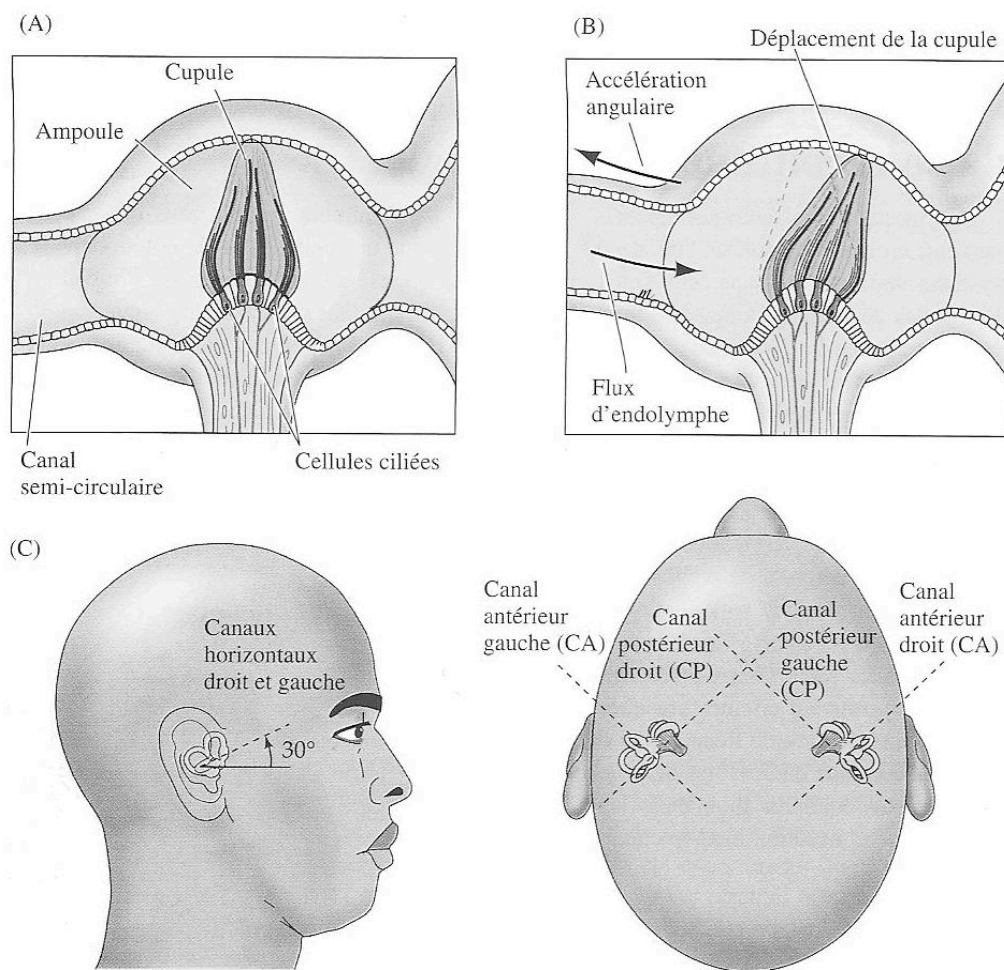 (A)
Cupule
Ampoule
Canal
semi-circulaire
Cellules ciliées
(B)
Déplacement de la cupule
Accélération
angulaire
Flux
d'endolymphe
(C)
Canaux
horizontaux
droit et gauche
30°
Canal
antérieur
gauche (CA)
Canal
postérieur
droit (CP)
Canal
postérieur
gauche
(CP)
Canal
antérieur
droit (CA)